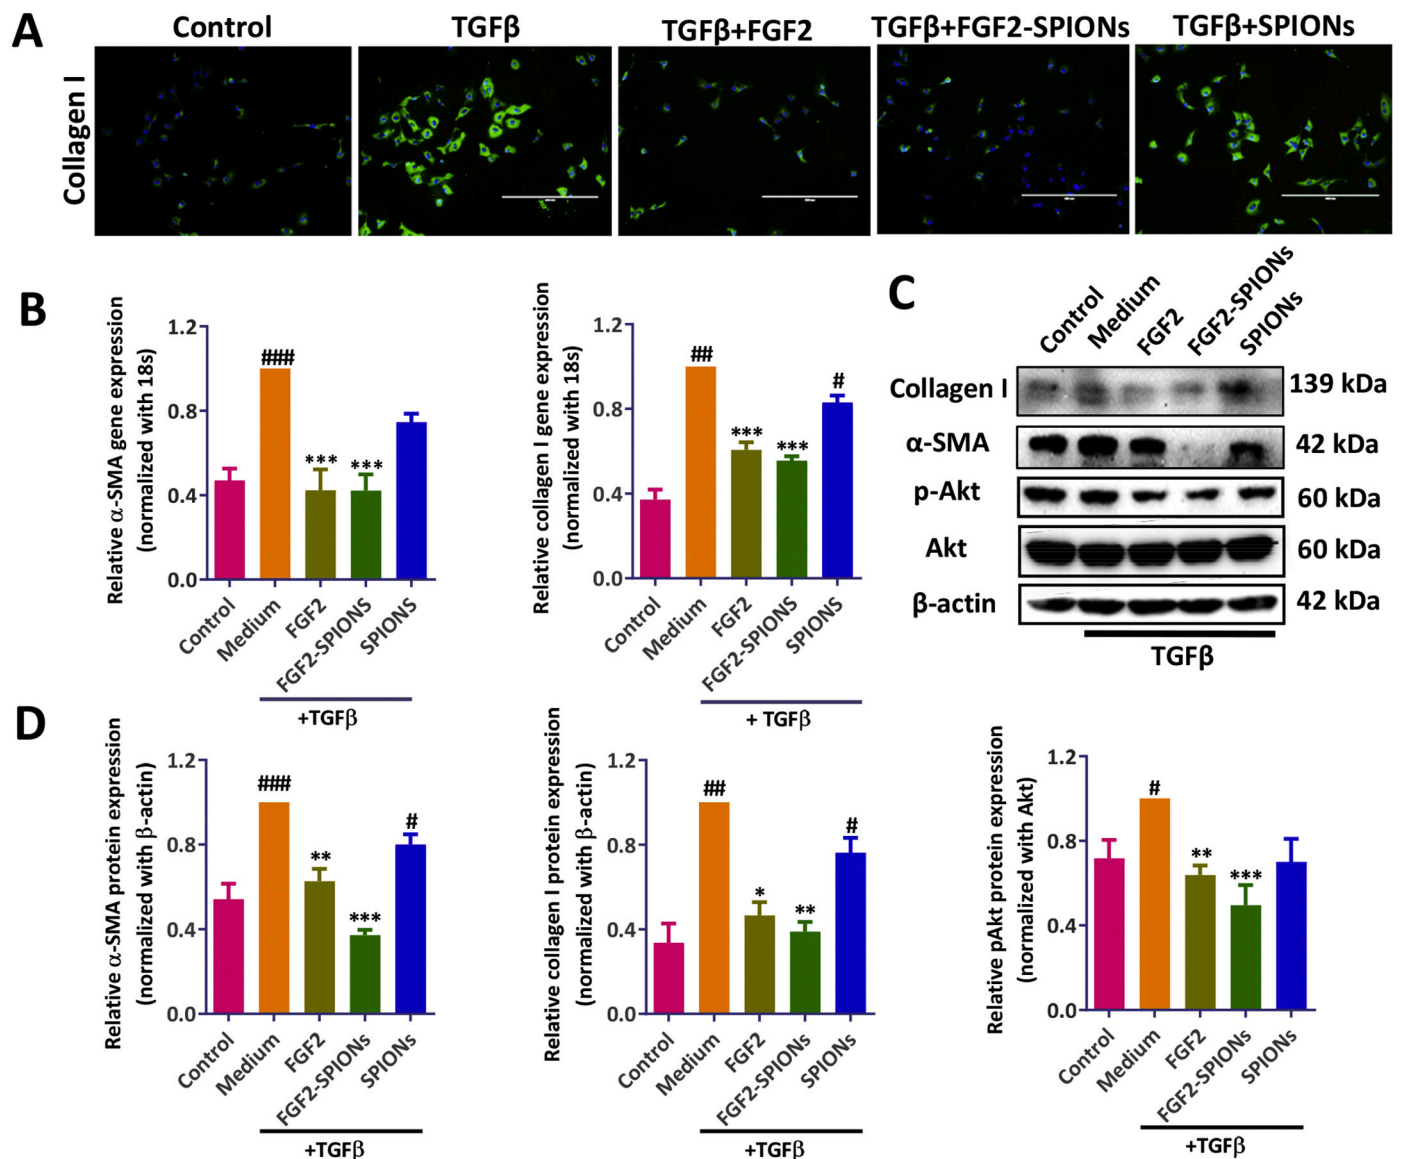 A
Control
TGFβ
TGFβ+FGF2
TGFβ+FGF2-SPIONs
TGFβ+SPIONs
Collagen I
B
Relative α-SMA gene expression
(normalized with 18s)
1.2
0.8
0.4
0.0
###
***
***
Control
Medium
FGF2
FGF2-SPIONS
SPIONS
+TGFβ
Relative collagen I gene expression
(normalized with 18s)
1.2
0.8
0.4
0.0
##
***
***
#
Control
Medium
FGF2
FGF2-SPIONS
SPIONS
+ TGFβ
C
Control
Medium
FGF2
FGF2-SPIONs
SPIONs
Collagen I
139 kDa
α-SMA
42 kDa
p-Akt
60 kDa
Akt
60 kDa
β-actin
42 kDa
TGFβ
D
Relative α-SMA protein expression
(normalized with β-actin)
1.2
0.8
0.4
0.0
###
**
***
#
Control
Medium
FGF2
FGF2-SPIONs
SPIONs
+TGFβ
Relative collagen I protein expression
(normalized with β-actin)
1.2
0.8
0.4
0.0
##
*
**
#
Control
Medium
FGF2
FGF2-SPIONs
SPIONs
+TGFβ
Relative pAkt protein expression
(normalized with Akt)
1.2
0.8
0.4
0.0
#
**
***
Control
Medium
FGF2
FGF2-SPIONs
SPIONs
+TGFβ